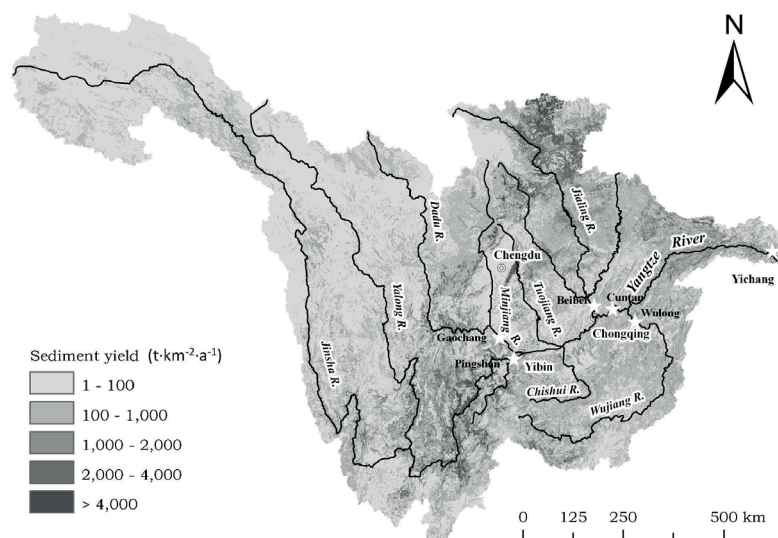 N
Jialing R.
Dadu R.
Yangtze River
Chengdu
Yichang
Yalong R.
Minjiang R.
Tuojiang R.
Beibei
Cuntan
Wulong
Gaochang
Chongqing
Pingshan
Yibin
Jinsha R.
Chishui R.
Wujiang R.
Sediment yield (t·km⁻²·a⁻¹)
1 - 100
100 - 1,000
1,000 - 2,000
2,000 - 4,000
> 4,000
0 125 250 500 km